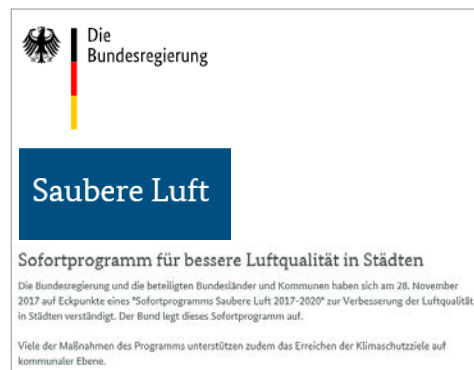 Die
Bundesregierung
Saubere Luft
Sofortprogramm für bessere Luftqualität in Städten
Die Bundesregierung und die beteiligten Bundesländer und Kommunen haben sich am 28. November
2017 auf Eckpunkte eines "Sofortprogramms Saubere Luft 2017-2020" zur Verbesserung der Luftqualität
in Städten verständigt. Der Bund legt dieses Sofortprogramm auf.
Viele der Maßnahmen des Programms unterstützen zudem das Erreichen der Klimaschutzziele auf
kommunaler Ebene.